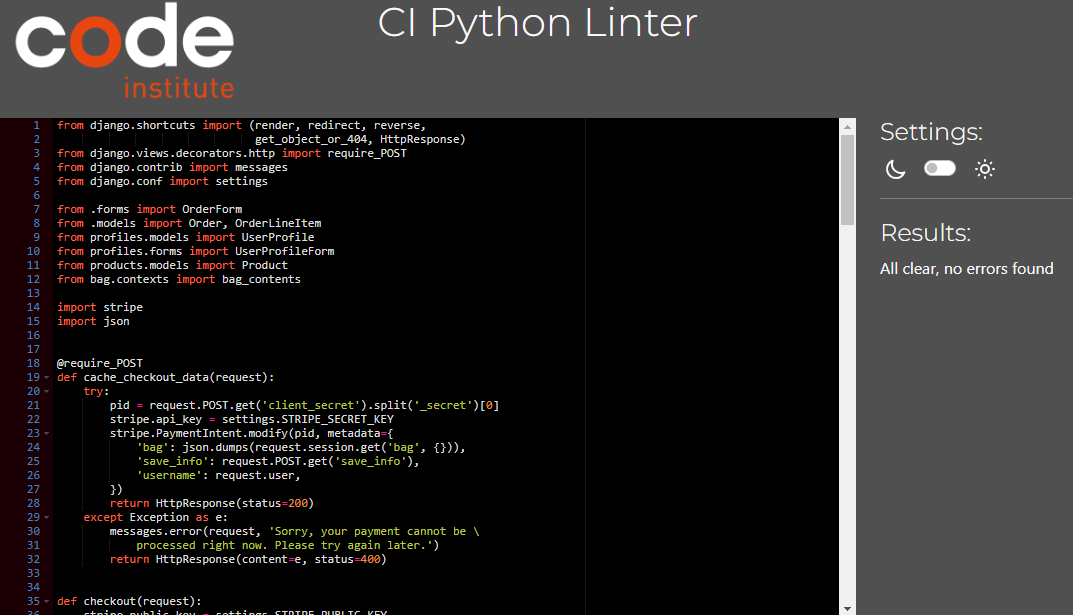 code
institute
CI Python Linter
1 from django.shortcuts import (render, redirect, reverse,
2 get_object_or_404, HttpResponse)
3 from django.views.decorators.http import require_POST
4 from django.contrib import messages
5 from django.conf import settings
6
7 from .forms import OrderForm
8 from .models import Order, OrderLineItem
9 from profiles.models import UserProfile
10 from profiles.forms import UserProfileForm
11 from products.models import Product
12 from bag.contexts import bag_contents
13
14 import stripe
15 import json
16
17
18 @require_POST
19 def cache_checkout_data(request):
20 try:
21 pid = request.POST.get('client_secret').split('_secret')[0]
22 stripe.api_key = settings.STRIPE_SECRET_KEY
23 stripe.PaymentIntent.modify(pid, metadata={
24 'bag': json.dumps(request.session.get('bag', {})),
25 'save_info': request.POST.get('save_info'),
26 'username': request.user,
27 })
28 return HttpResponse(status=200)
29 except Exception as e:
30 messages.error(request, 'Sorry, your payment cannot be \
31 processed right now. Please try again later.')
32 return HttpResponse(content=e, status=400)
33
34
35 def checkout(request):
36 stripe_public_key = settings.STRIPE_PUBLIC_KEY
Settings:
Results:
All clear, no errors found